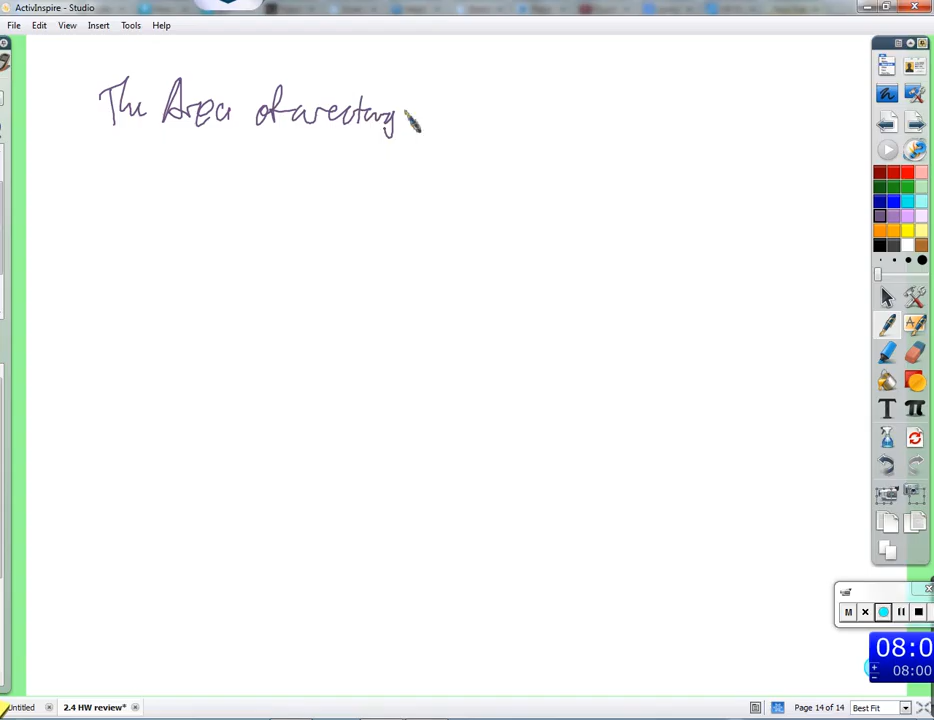 ActivInspire - Studio
File Edit View Insert Tools Help
The Area of a rectang
M
08:0
08:00
Untitled
2.4 HW review*
Page 14 of 14
Best Fit